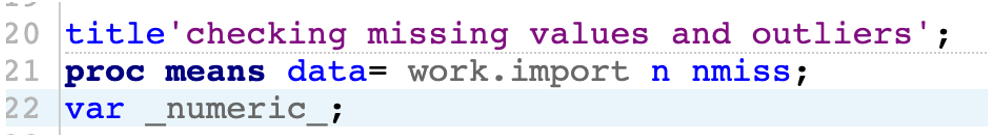 20 title'checking missing values and outliers';
21 proc means data= work.import n nmiss;
22 var _numeric_;